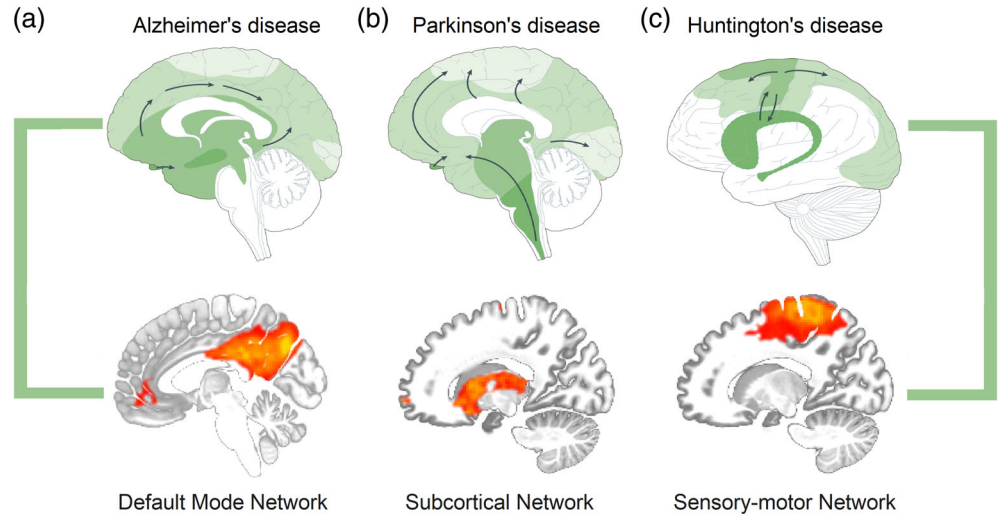 (a) Alzheimer's disease
(b) Parkinson's disease
(c) Huntington's disease
Default Mode Network
Subcortical Network
Sensory-motor Network